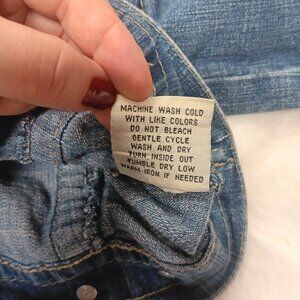 MACHINE WASH COLD
WITH LIKE COLORS
DO NOT BLEACH
GENTLE CYCLE
WASH AND DRY
TURN INSIDE OUT
TUMBLE DRY LOW
WARM IRON IF NEEDED